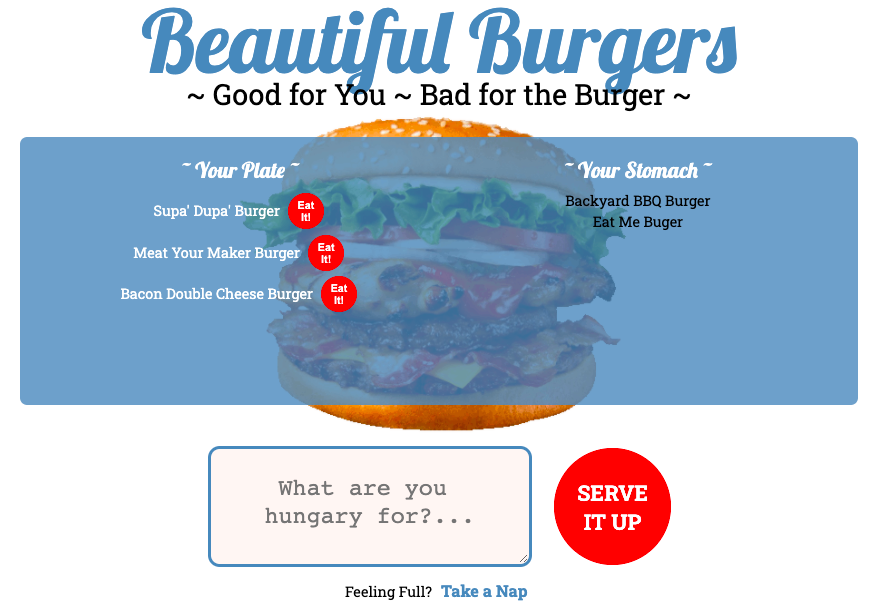 Beautiful Burgers
~ Good for You ~ Bad for the Burger ~
~ Your Plate ~
Supa' Dupa' Burger
Eat
It!
Meat Your Maker Burger
Eat
It!
Bacon Double Cheese Burger
Eat
It!
~ Your Stomach ~
Backyard BBQ Burger
Eat Me Buger
What are you
hungary for?...
SERVE
IT UP
Feeling Full? Take a Nap